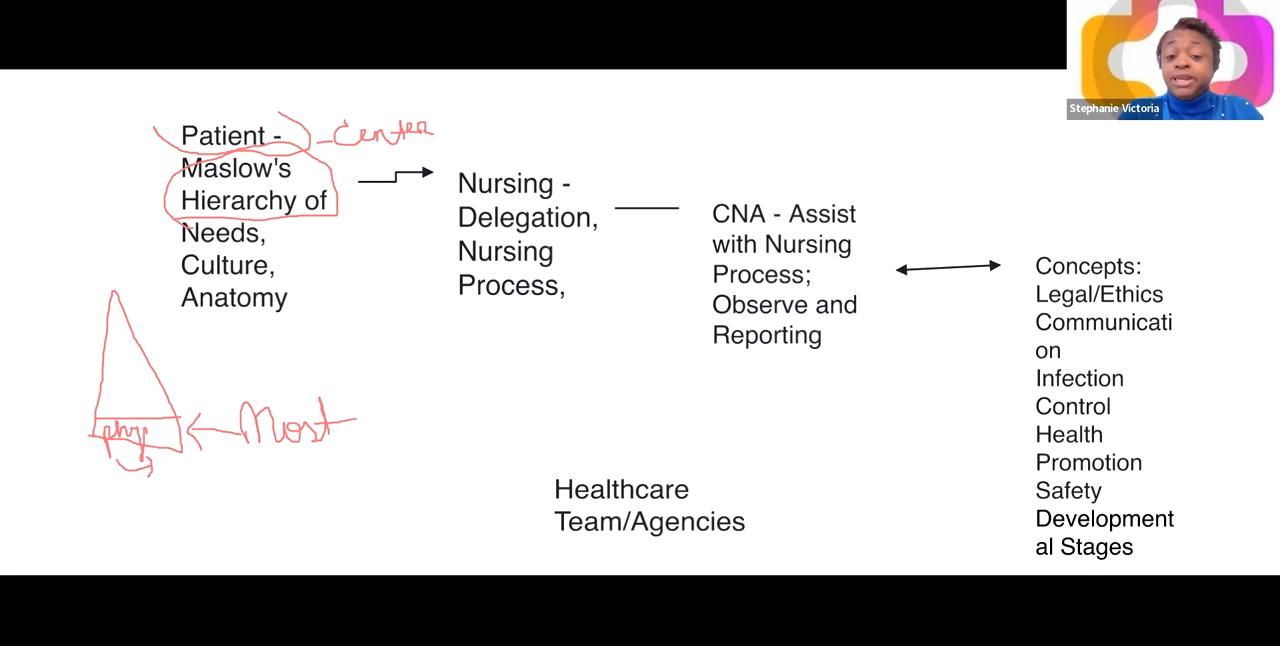 Stephanie Victoria
Patient -
Center
Maslow's
Hierarchy of
Needs,
Culture,
Anatomy
Nursing -
Delegation,
Nursing
Process,
CNA - Assist
with Nursing
Process;
Observe and
Reporting
Concepts:
Legal/Ethics
Communicati
on
Infection
Control
Health
Promotion
Safety
Development
al Stages
phy
Most
Healthcare
Team/Agencies